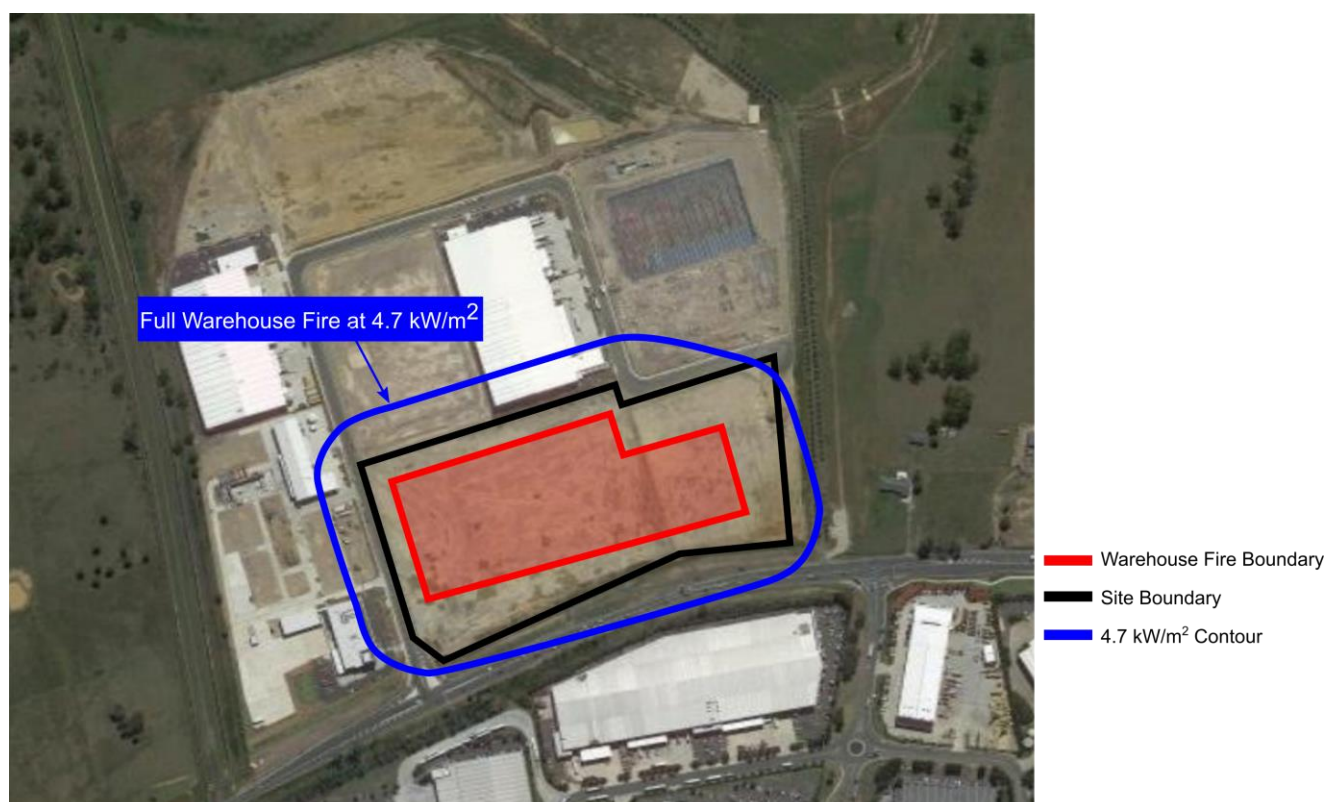 Full Warehouse Fire at 4.7 kW/m²
Warehouse Fire Boundary
Site Boundary
4.7 kW/m² Contour